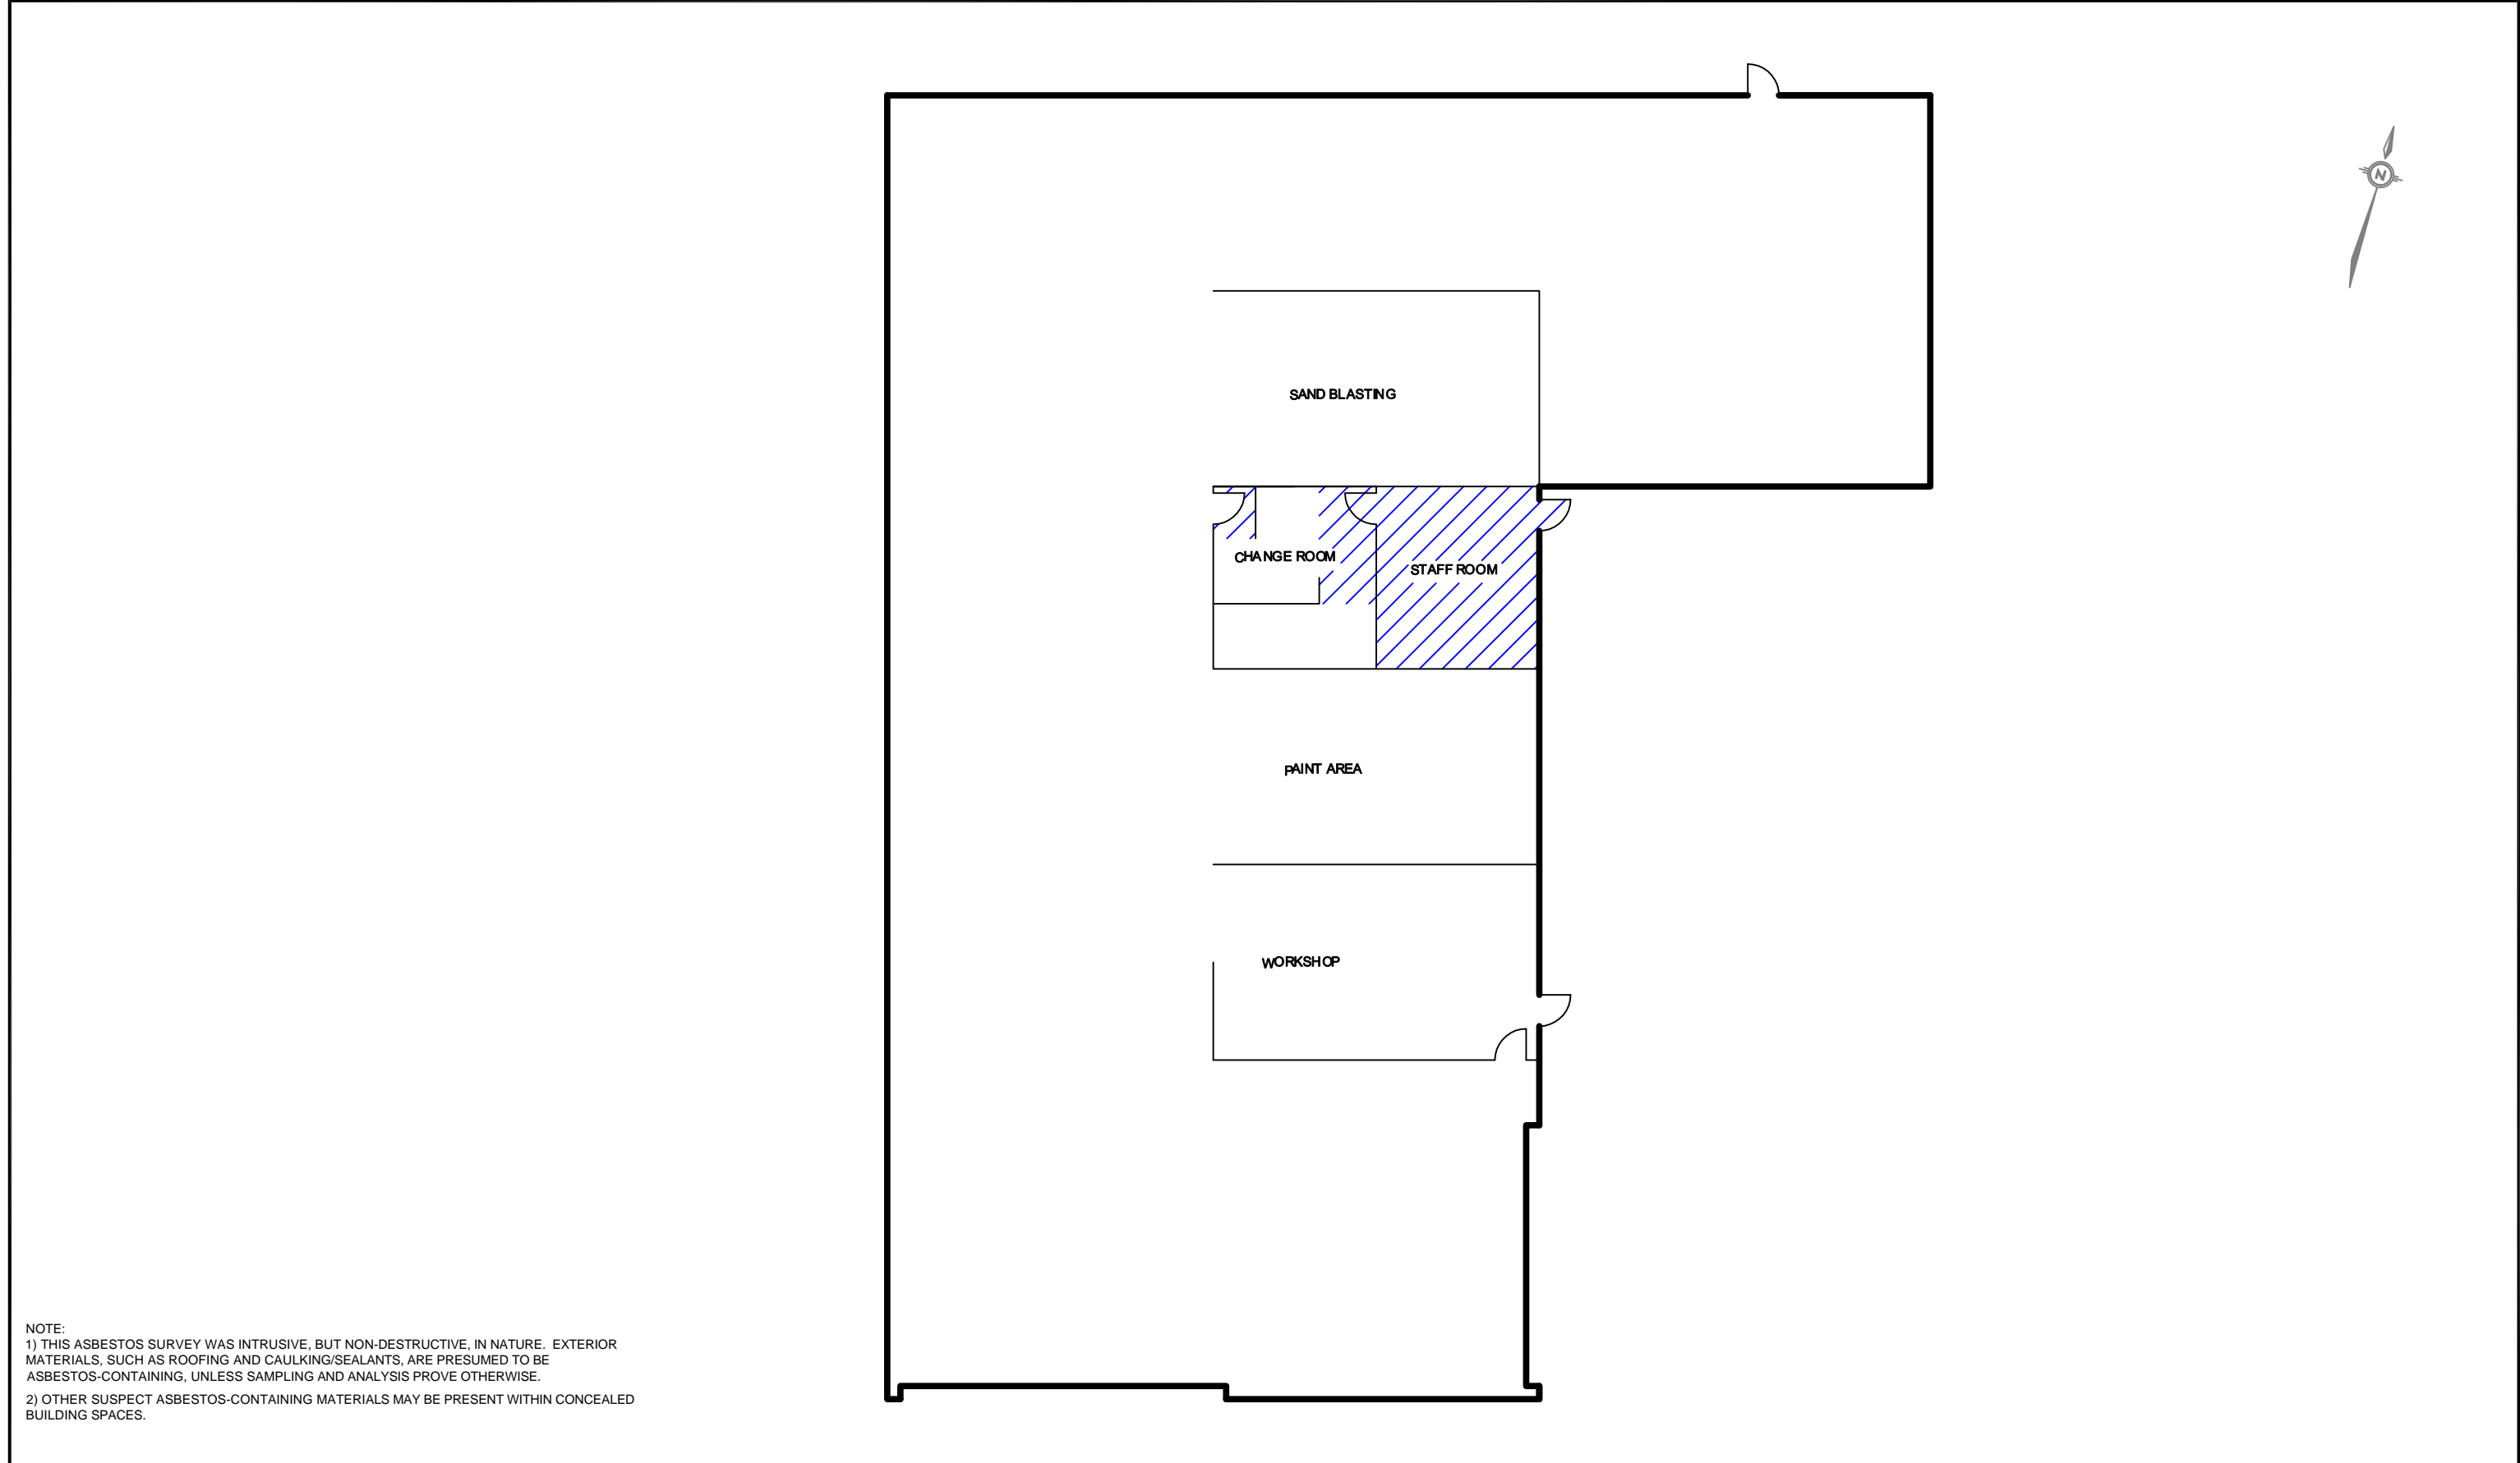 N
SAND BLASTING
CHANGE ROOM
STAFF ROOM
PAINT AREA
WORKSHOP
NOTE:
1) THIS ASBESTOS SURVEY WAS INTRUSIVE, BUT NON-DESTRUCTIVE, IN NATURE. EXTERIOR
MATERIALS, SUCH AS ROOFING AND CAULKING/SEALANTS, ARE PRESUMED TO BE
ASBESTOS-CONTAINING, UNLESS SAMPLING AND ANALYSIS PROVE OTHERWISE.
2) OTHER SUSPECT ASBESTOS-CONTAINING MATERIALS MAY BE PRESENT WITHIN CONCEALED
BUILDING SPACES.